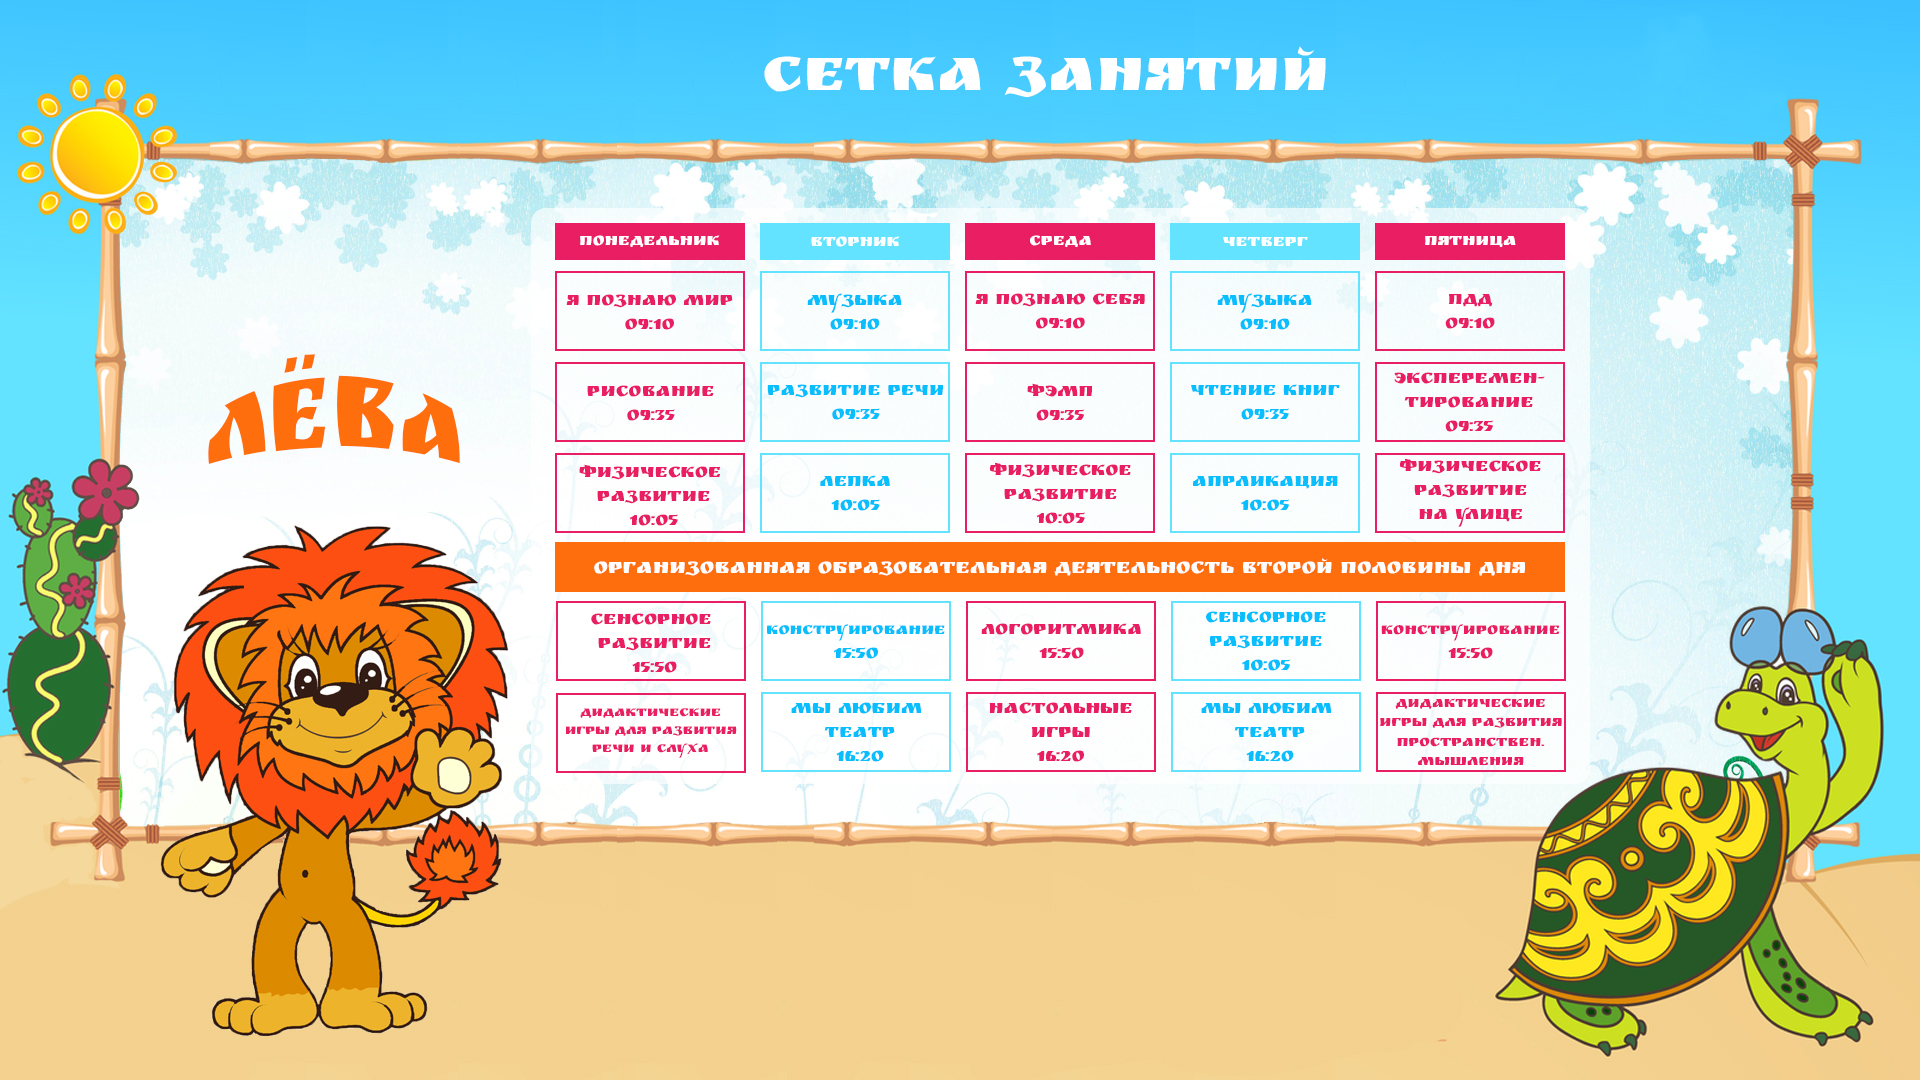 СЕТКА ЗАНЯТИЙ
ЛЁВА
ПОНЕДЕЛЬНИК ВТОРНИК СРЕДА ЧЕТВЕРГ ПЯТНИЦА
Я ПОЗНАЮ МИР
09:10
МУЗЫКА
09:10
Я ПОЗНАЮ СЕБЯ
09:10
МУЗЫКА
09:10
ПДД
09:10
РИСОВАНИЕ
09:35
РАЗВИТИЕ РЕЧИ
09:35
ФЭМП
09:35
ЧТЕНИЕ КНИГ
09:35
ЭКСПЕРЕМЕН-
ТИРОВАНИЕ
09:35
ФИЗИЧЕСКОЕ
РАЗВИТИЕ
10:05
ЛЕПКА
10:05
ФИЗИЧЕСКОЕ
РАЗВИТИЕ
10:05
АПРЛИКАЦИЯ
10:05
ФИЗИЧЕСКОЕ
РАЗВИТИЕ
НА УЛИЦЕ
ОРГАНИЗОВАННАЯ ОБРАЗОВАТЕЛЬНАЯ ДЕЯТЕЛЬНОСТЬ ВТОРОЙ ПОЛОВИНЫ ДНЯ
СЕНСОРНОЕ
РАЗВИТИЕ
15:50
КОНСТРУИРОВАНИЕ
15:50
ЛОГОРИТМИКА
15:50
СЕНСОРНОЕ
РАЗВИТИЕ
10:05
КОНСТРУИРОВАНИЕ
15:50
ДИДАКТИЧЕСКИЕ
ИГРЫ ДЛЯ РАЗВИТИЯ
РЕЧИ И СЛУХА
МЫ ЛЮБИМ
ТЕАТР
16:20
НАСТОЛЬНЫЕ
ИГРЫ
16:20
МЫ ЛЮБИМ
ТЕАТР
16:20
ДИДАКТИЧЕСКИЕ
ИГРЫ ДЛЯ РАЗВИТИЯ
ПРОСТРАНСТВЕН.
МЫШЛЕНИЯ